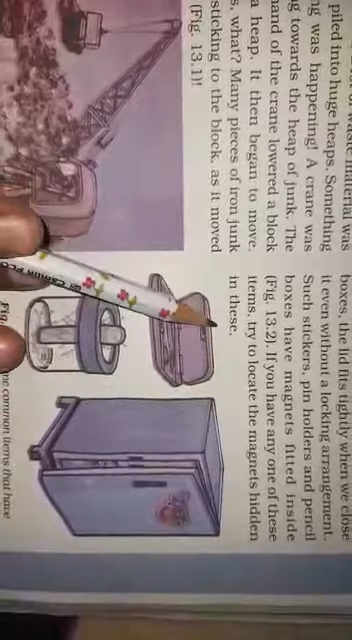 piled into huge heaps. Something
was happening! A crane was
towards the heap of junk. The
hand of the crane lowered a block
a heap. It then began to move.
what? Many pieces of iron junk
sticking to the block, as it moved
(Fig. 13.1)!
boxes, the lid fits tightly when we close
it even without a locking arrangement.
Such stickers, pin holders and pencil
boxes have magnets fitted inside
(Fig. 13.2). If you have any one of these
items, try to locate the magnets hidden
in these.
Fig.
common items that have
Camlin